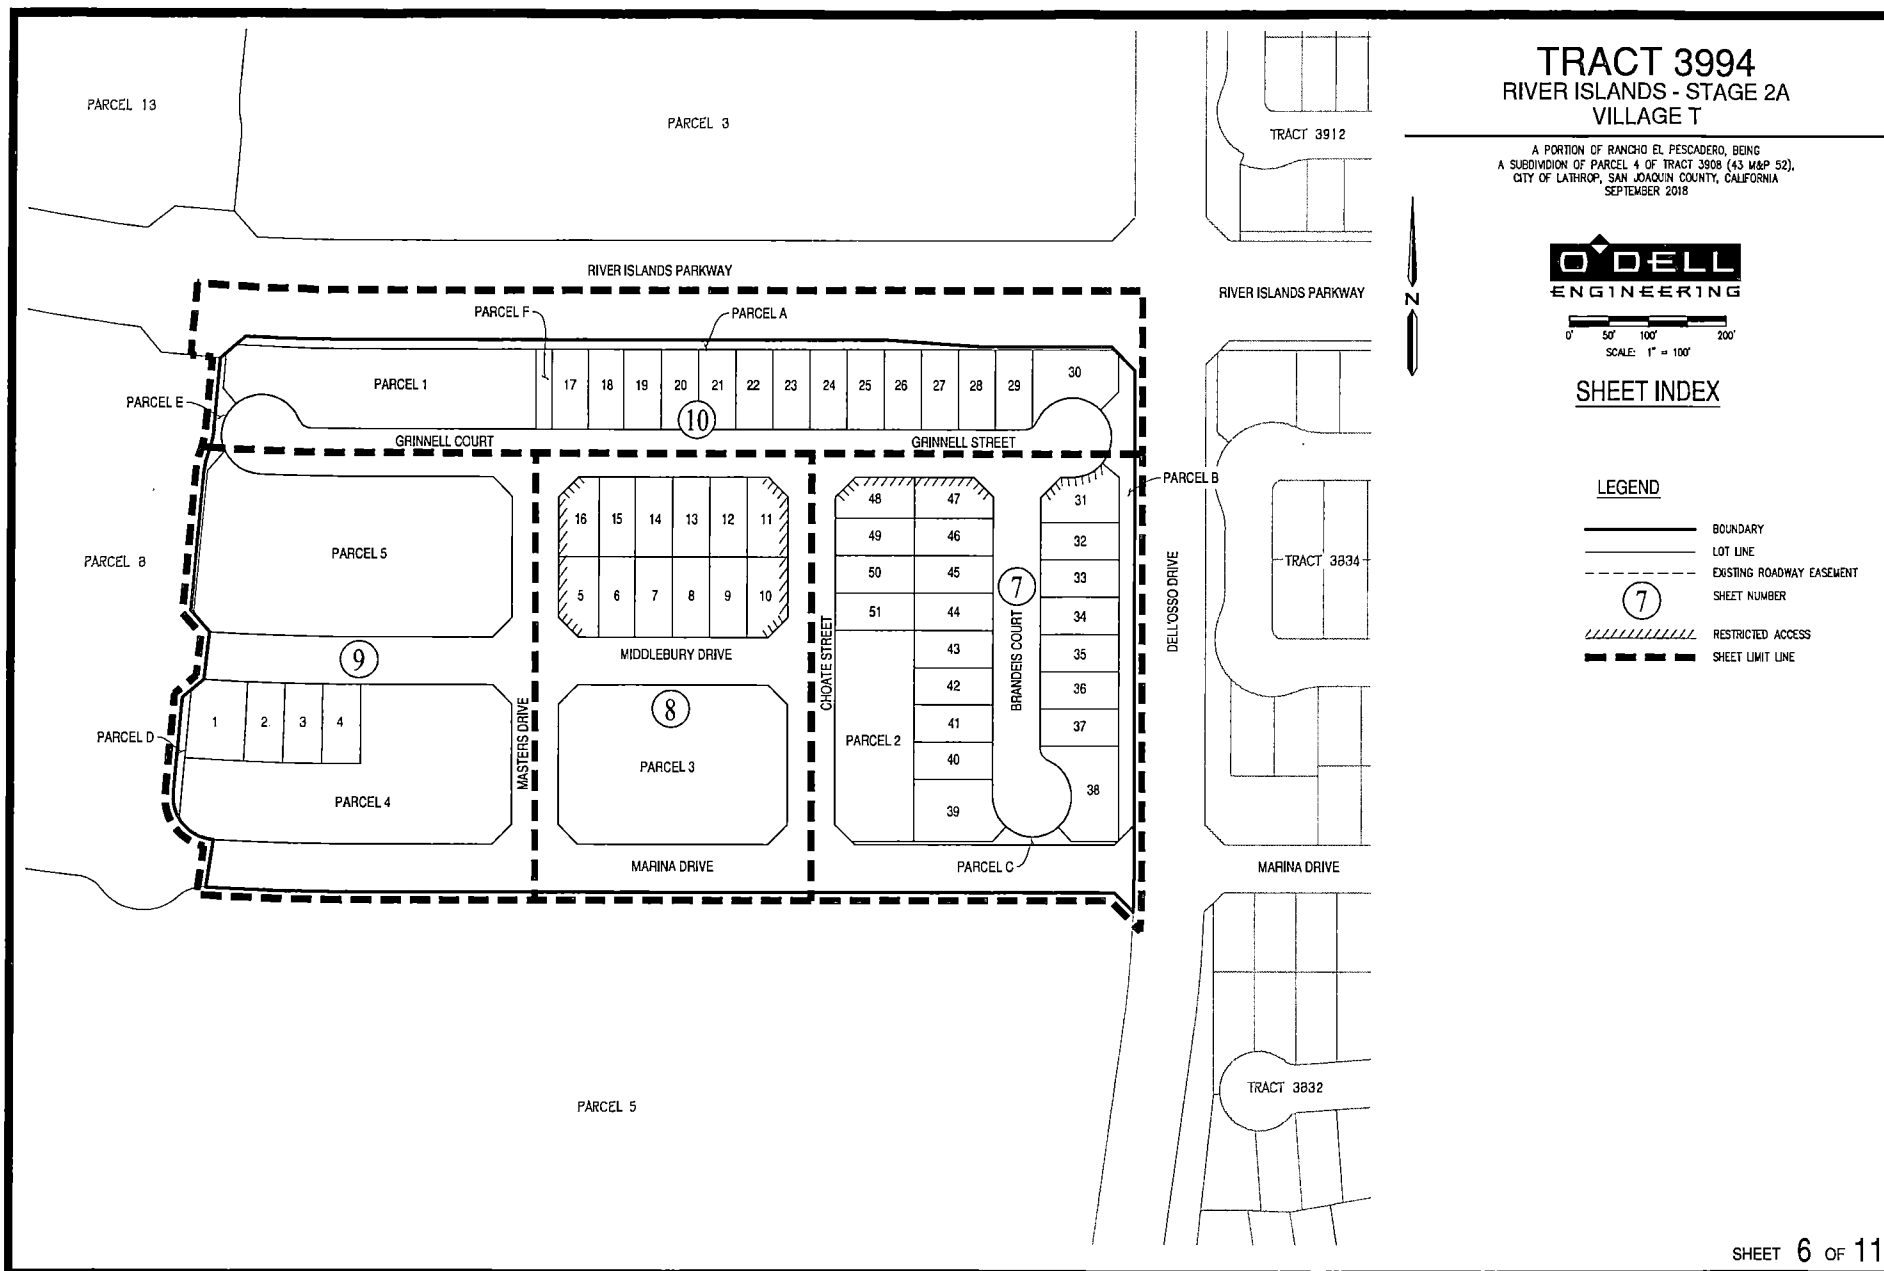 TRACT 3994
RIVER ISLANDS - STAGE 2A
VILLAGE T
A PORTION OF RANCHO EL PESCADERO, BEING
A SUBDIVIDION OF PARCEL 4 OF TRACT 3908 (43 M&P 52),
CITY OF LATHROP, SAN JOAQUIN COUNTY, CALIFORNIA
SEPTEMBER 2018
O'DELL
ENGINEERING
0' 50' 100' 200'
SCALE: 1" = 100'
N
SHEET INDEX
LEGEND
BOUNDARY
LOT LINE
EXISTING ROADWAY EASEMENT
7 SHEET NUMBER
RESTRICTED ACCESS
SHEET LIMIT LINE
PARCEL 13
PARCEL 3
TRACT 3912
RIVER ISLANDS PARKWAY
RIVER ISLANDS PARKWAY
PARCEL F
PARCEL A
PARCEL 1
17 18 19 20 21 22 23 24 25 26 27 28 29 30
PARCEL E
10
GRINNELL COURT
GRINNELL STREET
PARCEL B
PARCEL 8
PARCEL 5
16 15 14 13 12 11
5 6 7 8 9 10
48 47
49 46
50 45
51 44
43
42
41
40
39
31
32
33
34
35
36
37
38
7
BRANDEIS COURT
CHOATE STREET
DELL'OSSO DRIVE
TRACT 3834
MIDDLEBURY DRIVE
9
8
1 2 3 4
PARCEL D
MASTERS DRIVE
PARCEL 3
PARCEL 2
PARCEL 4
MARINA DRIVE
PARCEL C
MARINA DRIVE
PARCEL 5
TRACT 3832
SHEET 6 OF 11